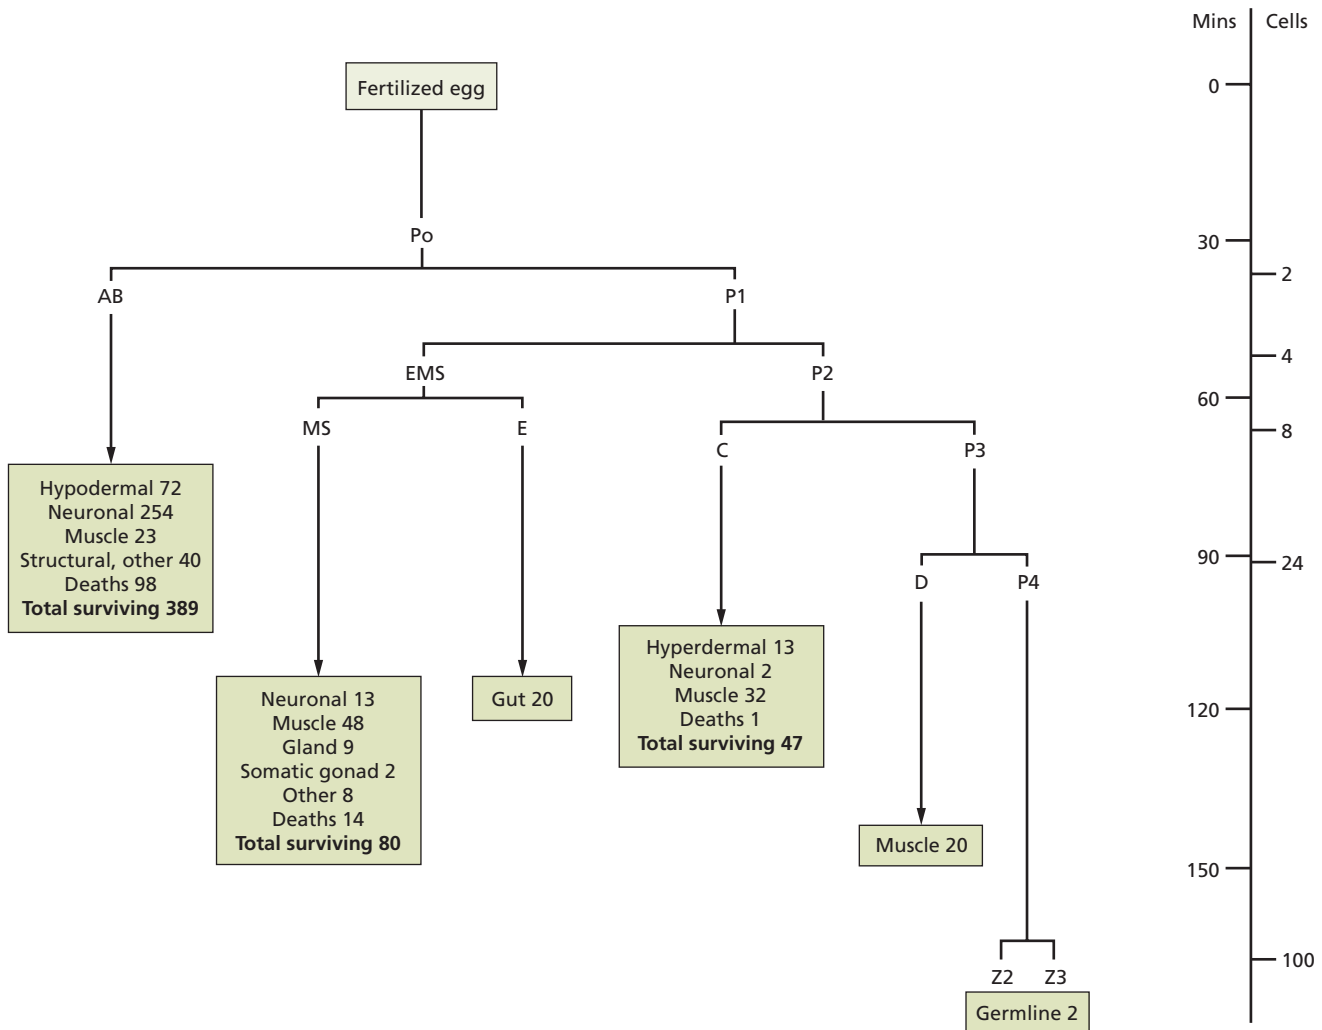 Mins Cells
Fertilized egg
0
Po
30
2
AB P1
4
EMS P2
60
MS E
8
C P3
Hypodermal 72
Neuronal 254
Muscle 23
Structural, other 40
Deaths 98
Total surviving 389
90
24
D P4
Hyperdermal 13
Neuronal 2
Muscle 32
Deaths 1
Total surviving 47
Neuronal 13
Muscle 48
Gland 9
Somatic gonad 2
Other 8
Deaths 14
Total surviving 80
Gut 20
120
Muscle 20
150
100
Z2 Z3
Germline 2